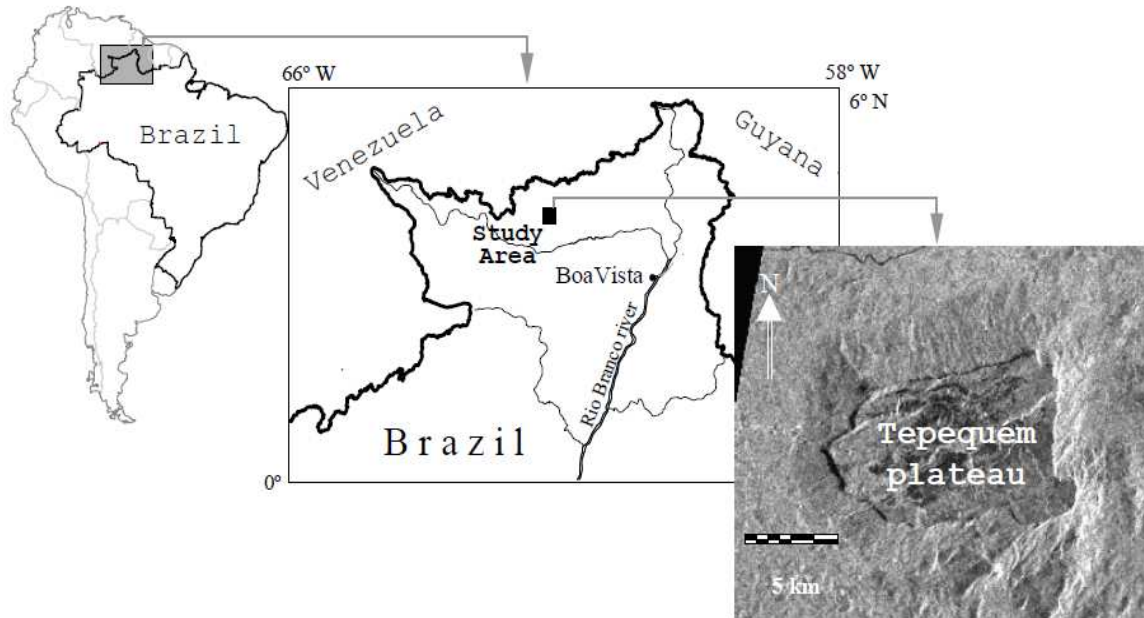 Brazil
66° W
58° W
6° N
Venezuela
Guyana
Study
Area
BoaVista
Rio Branco river
Brazil
0°
N
Tepequém
plateau
5 km